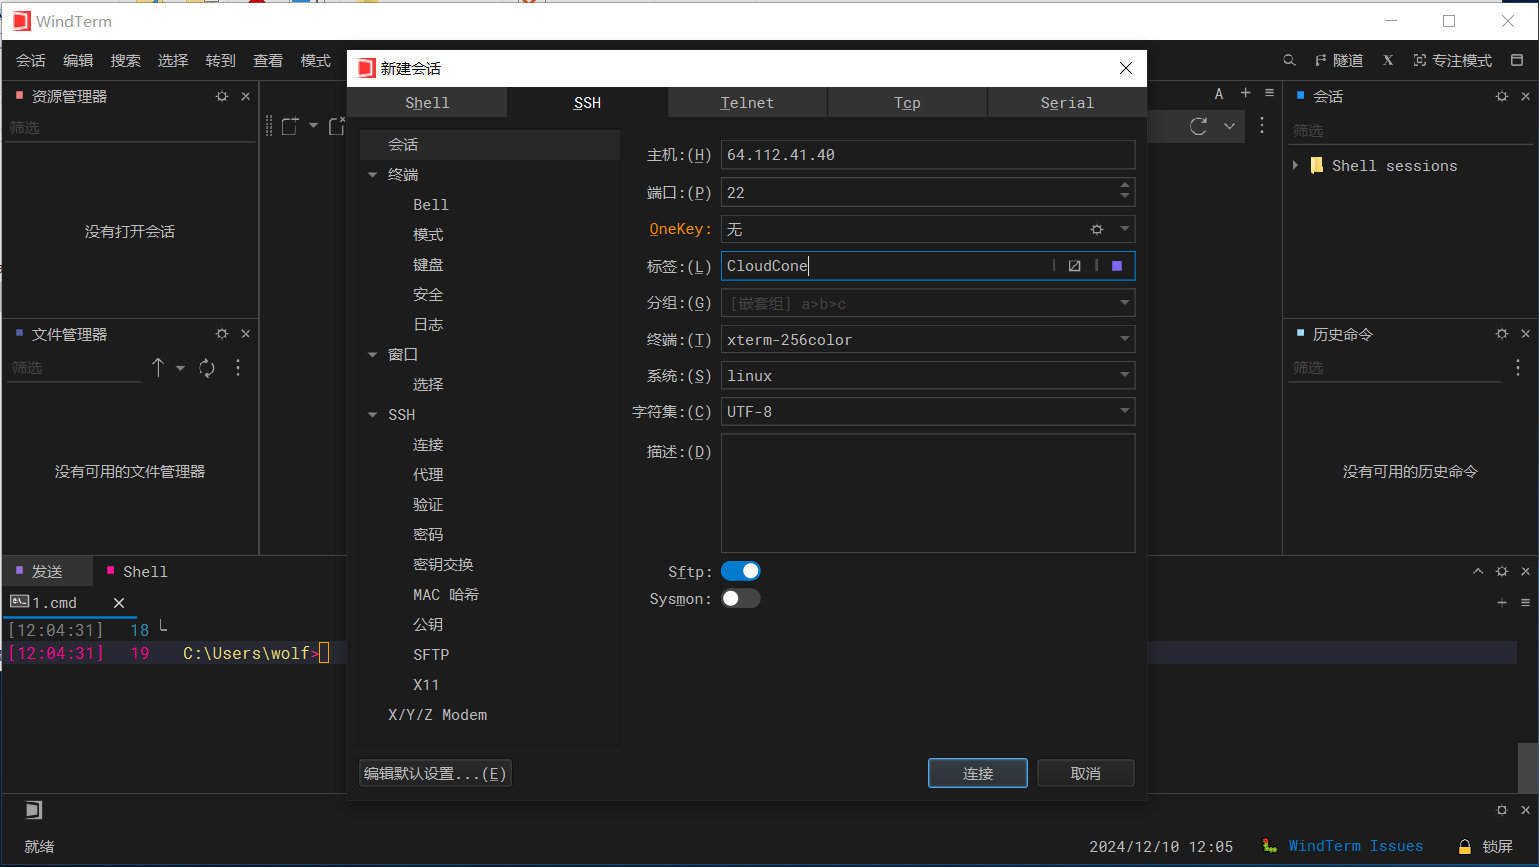 WindTerm
会话 编辑 搜索 选择 转到 查看 模式
隧道 X 专注模式
资源管理器
筛选
没有打开会话
文件管理器
筛选
没有可用的文件管理器
新建会话
Shell SSH Telnet Tcp Serial
会话
终端
Bell
模式
键盘
安全
日志
窗口
选择
SSH
连接
代理
验证
密码
密钥交换
MAC 哈希
公钥
SFTP
X11
X/Y/Z Modem
主机:(H) 64.112.41.40
端口:(P) 22
OneKey: 无
标签:(L) CloudCone
分组:(G) [嵌套组] a>b>c
终端:(T) xterm-256color
系统:(S) linux
字符集:(C) UTF-8
描述:(D)
Sftp:
Sysmon:
编辑默认设置...(E)
连接 取消
A
会话
筛选
Shell sessions
历史命令
筛选
没有可用的历史命令
发送 Shell
1.cmd
[12:04:31] 18
[12:04:31] 19 C:\Users\wolf>
就绪
2024/12/10 12:05 WindTerm Issues 锁屏